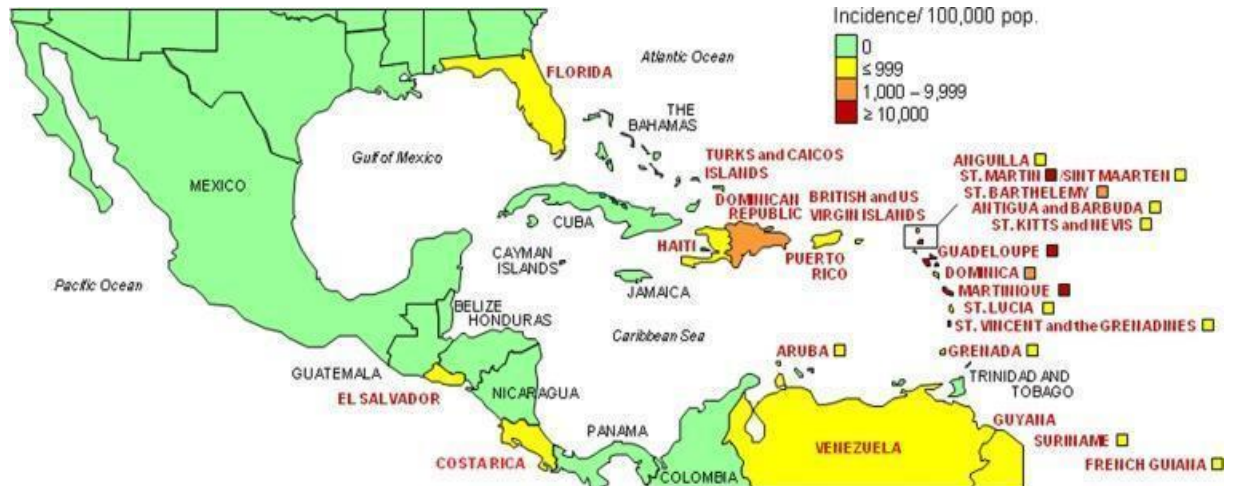 Incidence/ 100,000 pop.
0
≤ 999
1,000 – 9,999
≥ 10,000
Atlantic Ocean
FLORIDA
THE
BAHAMAS
Gulf of Mexico
TURKS and CAICOS
ISLANDS
MEXICO
DOMINICAN
REPUBLIC
BRITISH and US
VIRGIN ISLANDS
ANGUILLA
ST. MARTIN /SINT MAARTEN
ST. BARTHELEMY
ANTIGUA and BARBUDA
ST. KITTS and NEVIS
CUBA
HAITI
CAYMAN
ISLANDS
PUERTO
RICO
GUADELOUPE
DOMINICA
Pacific Ocean
JAMAICA
MARTINIQUE
BELIZE
HONDURAS
ST. LUCIA
ST. VINCENT and the GRENADINES
Caribbean Sea
ARUBA
GRENADA
GUATEMALA
TRINIDAD AND
TOBAGO
EL SALVADOR
NICARAGUA
GUYANA
PANAMA
VENEZUELA
SURINAME
COSTA RICA
COLOMBIA
FRENCH GUIANA